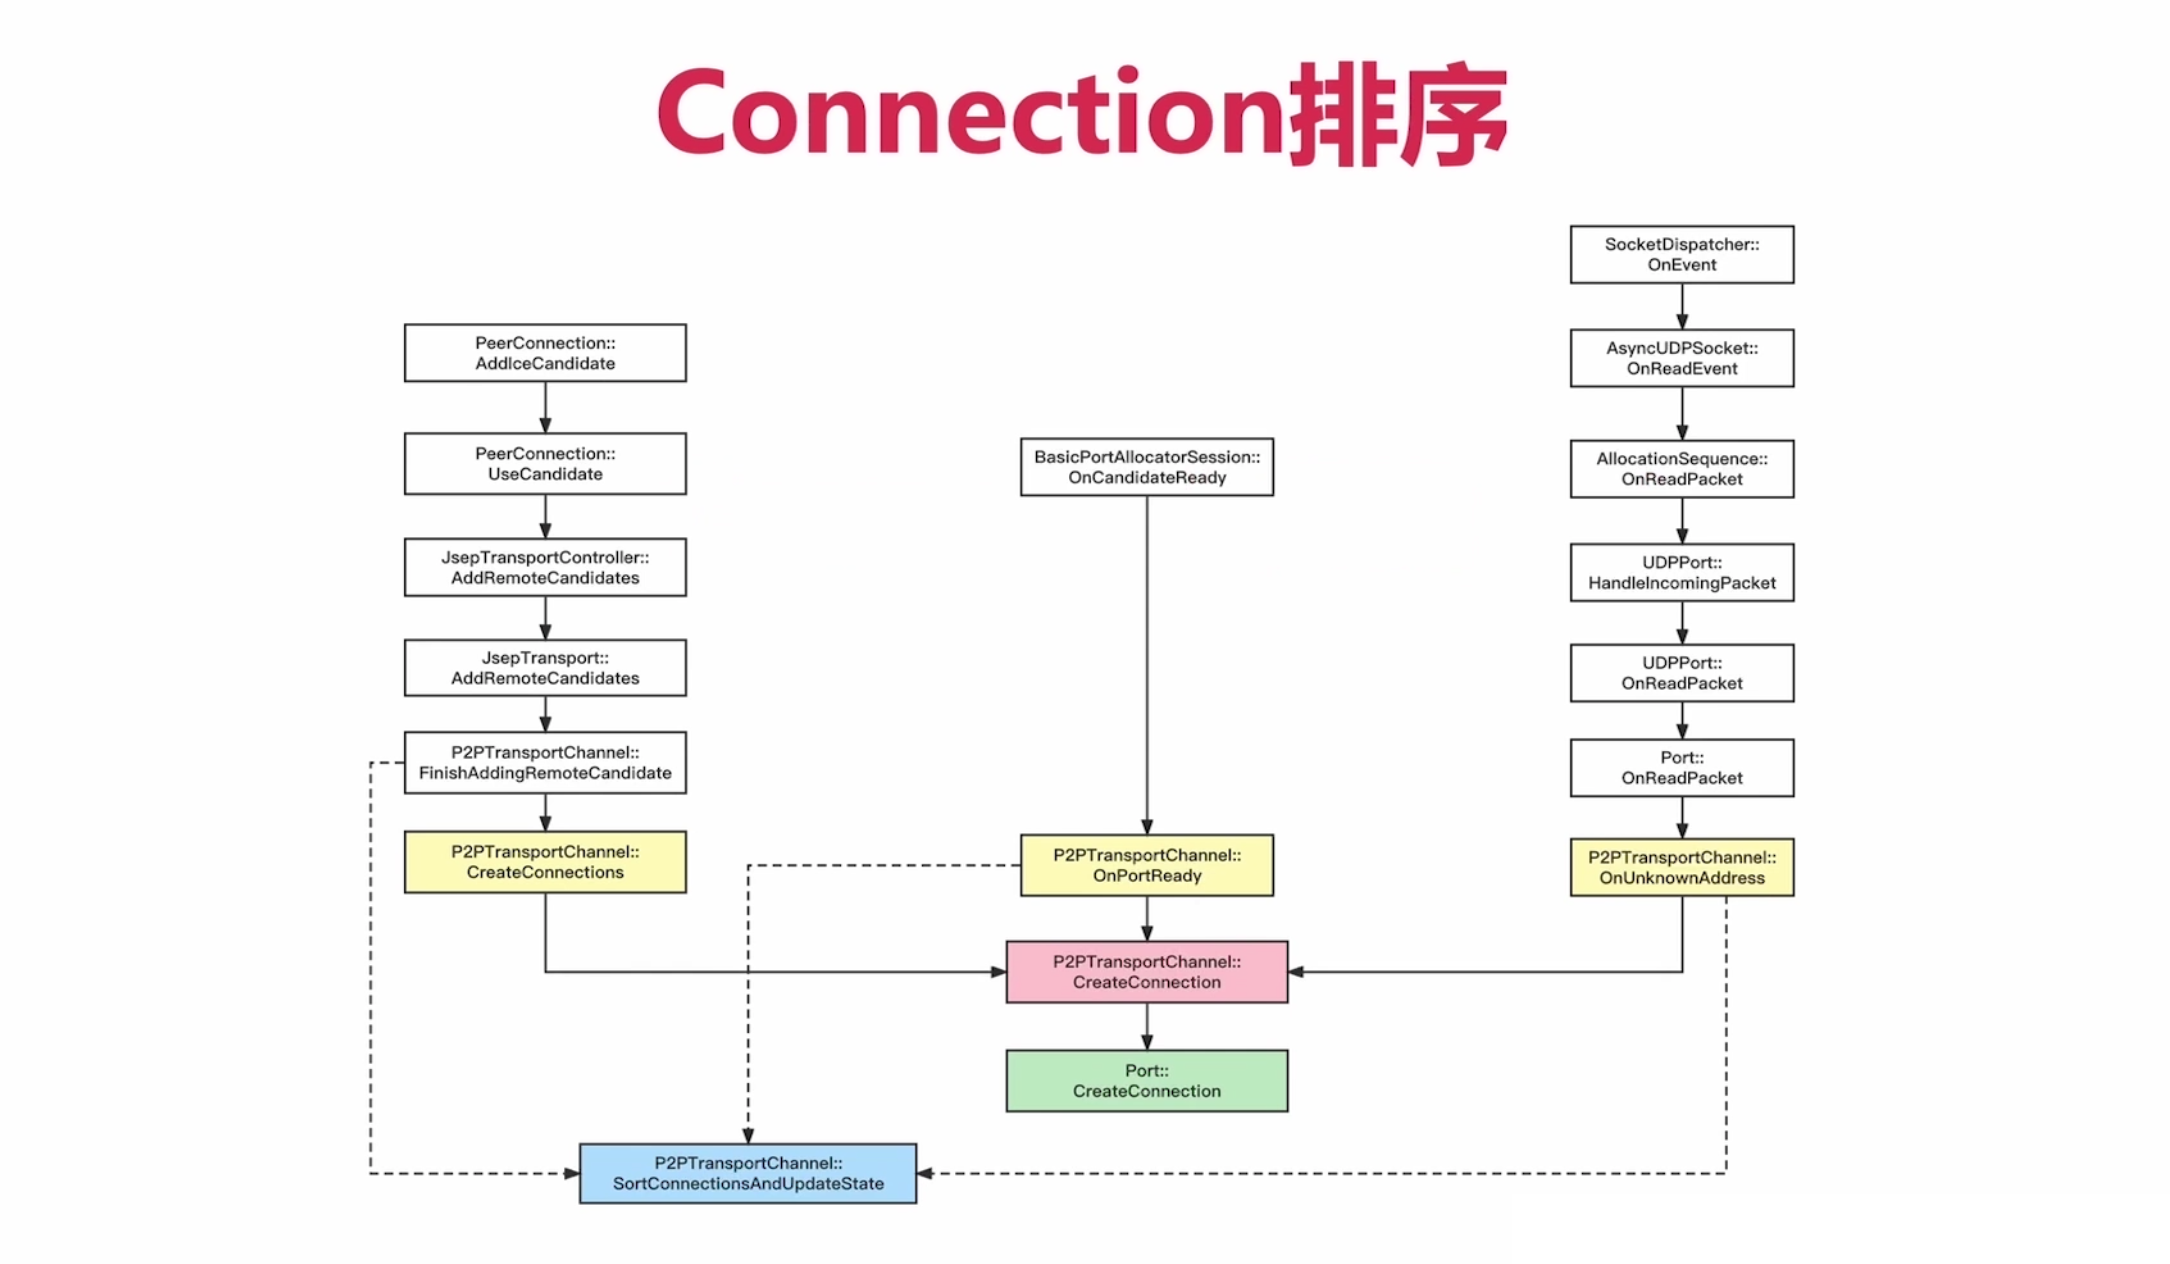 Connection排序
PeerConnection::
AddIceCandidate
PeerConnection::
UseCandidate
JsepTransportController::
AddRemoteCandidates
JsepTransport::
AddRemoteCandidates
P2PTransportChannel::
FinishAddingRemoteCandidate
P2PTransportChannel::
CreateConnections
BasicPortAllocatorSession::
OnCandidateReady
P2PTransportChannel::
OnPortReady
P2PTransportChannel::
CreateConnection
Port::
CreateConnection
SocketDispatcher::
OnEvent
AsyncUDPSocket::
OnReadEvent
AllocationSequence::
OnReadPacket
UDPPort::
HandleIncomingPacket
UDPPort::
OnReadPacket
Port::
OnReadPacket
P2PTransportChannel::
OnUnknownAddress
P2PTransportChannel::
SortConnectionsAndUpdateState